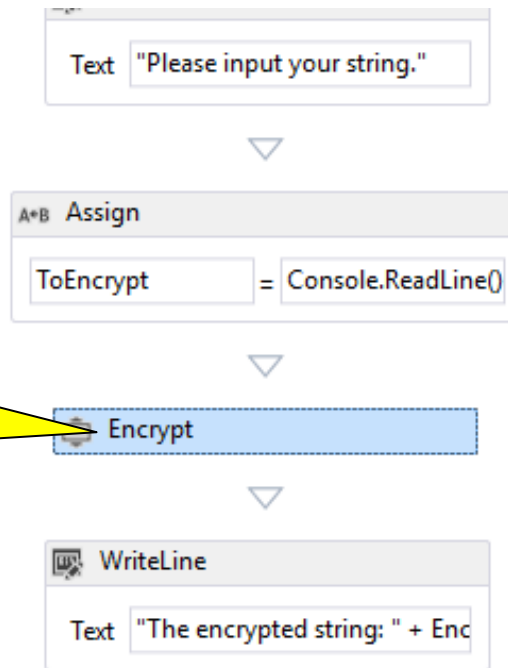 Text "Please input your string."
A+B Assign
ToEncrypt = Console.ReadLine()
Encrypt
WriteLine
Text "The encrypted string: " + Enc